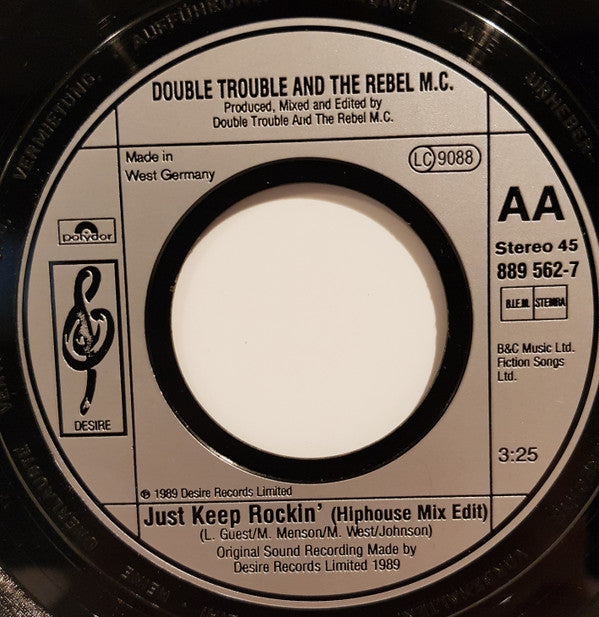 DOUBLE TROUBLE AND THE REBEL M.C.
Produced, Mixed and Edited by
Double Trouble And The Rebel M.C.
Made in
West Germany
LC 9088
AA
Stereo 45
889 562-7
B.I.E.M. STEMRA
B&C Music Ltd.
Fiction Songs
Ltd.
3:25
Polydor
DESIRE
℗ 1989 Desire Records Limited
Just Keep Rockin' (Hiphouse Mix Edit)
(L. Guest/M. Menson/M. West/Johnson)
Original Sound Recording Made by
Desire Records Limited 1989
ALLE
URHEBER
VERMIETUNG,